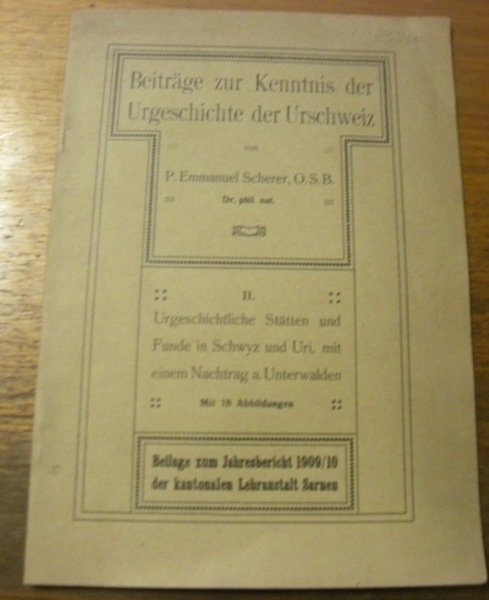 Beiträge zur Kenntnis der
Urgeschichte der Urschweiz
von
P. Emmanuel Scherer, O.S.B.
Dr. phil. nat.
II.
Urgeschichtliche Stätten und
Funde in Schwyz und Uri, mit
einem Nachtrag a. Unterwalden
Mit 18 Abbildungen
Beilage zum Jahresbericht 1909/10
der kantonalen Lehranstalt Sarnen